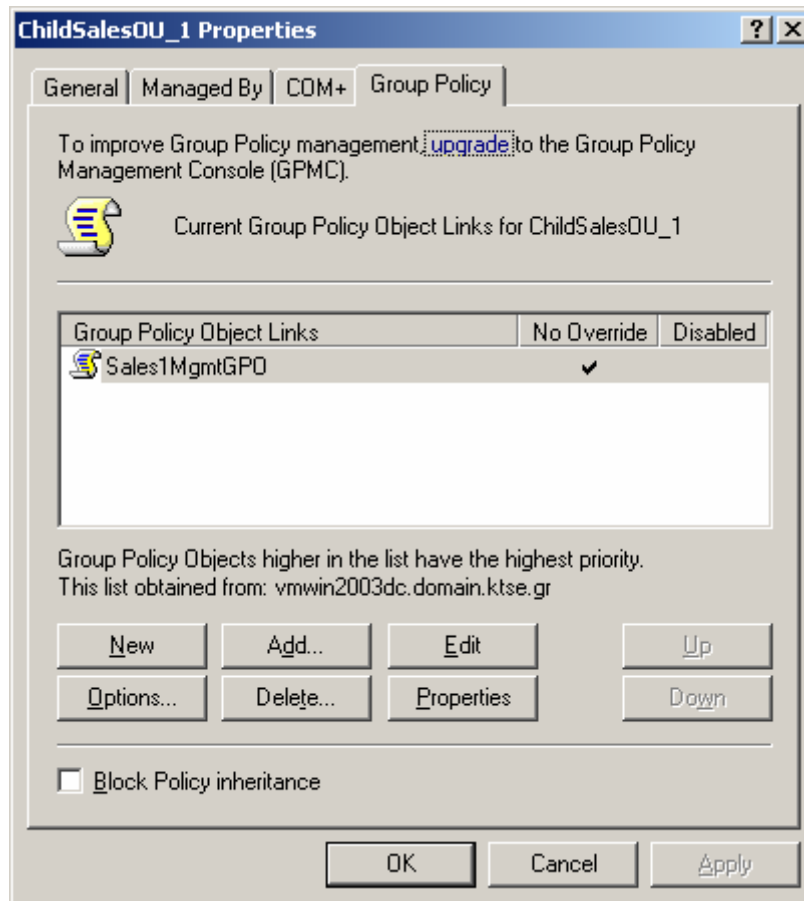 ChildSalesOU_1 Properties
General Managed By COM+ Group Policy
To improve Group Policy management, upgrade to the Group Policy
Management Console (GPMC).
Current Group Policy Object Links for ChildSalesOU_1
Group Policy Object Links No Override Disabled
Sales1MgmtGPO
Group Policy Objects higher in the list have the highest priority.
This list obtained from: vmwin2003dc.domain.ktse.gr
New Add... Edit Up
Options... Delete... Properties Down
Block Policy inheritance
OK Cancel Apply